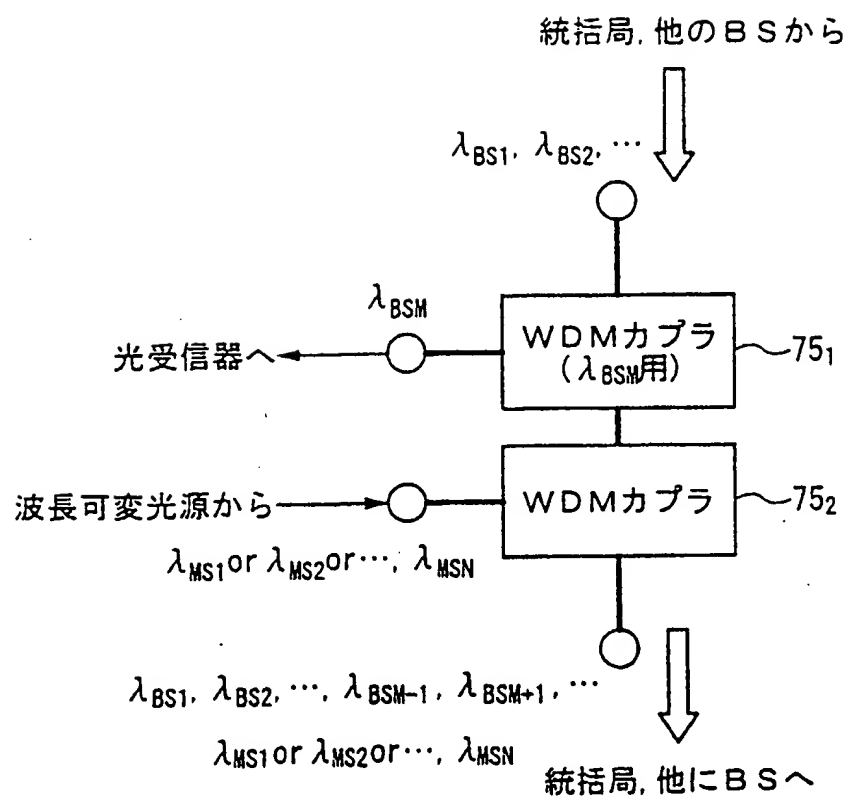 統括局, 他のBSから
λBS1, λBS2, …
λBSM
WDMカプラ
(λBSM用)
75₁
光受信器へ
波長可変光源から
WDMカプラ
75₂
λMS1 or λMS2 or …, λMSN
λBS1, λBS2, …, λBSM-1, λBSM+1, …
λMS1 or λMS2 or …, λMSN
統括局, 他にBSへ